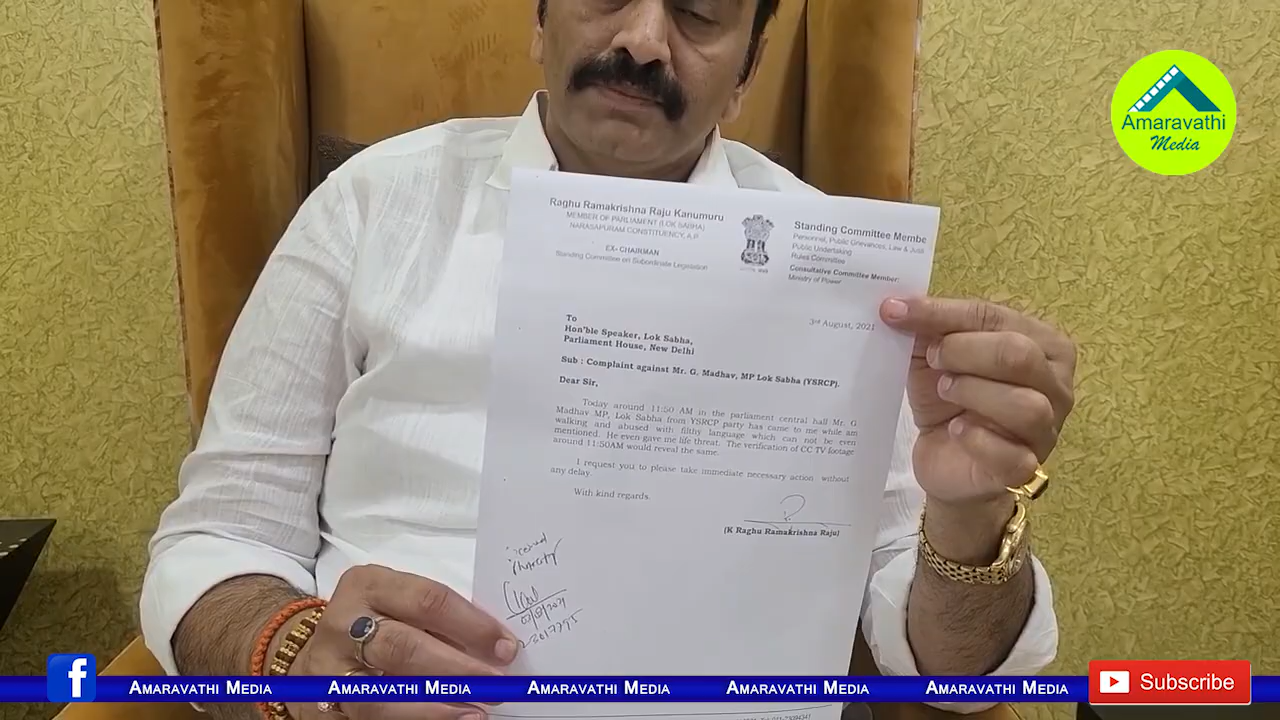 Amaravathi
Media
Raghu Ramakrishna Raju Kanumuru
MEMBER OF PARLIAMENT (LOK SABHA)
NARASAPURAM CONSTITUENCY, A.P.
EX- CHAIRMAN
Standing Committee on Subordinate Legislation
Standing Committee Membe
Personnel, Public Grievances, Law & Justi
Public Undertaking
Rules Committee
Consultative Committee Member:
Ministry of Power
3rd August, 2021
To
Hon'ble Speaker, Lok Sabha,
Parliament House, New Delhi
Sub : Complaint against Mr. G. Madhav, MP Lok Sabha (YSRCP).
Dear Sir,
Today around 11:50 AM in the parliament central hall Mr. G
Madhav MP, Lok Sabha from YSRCP party has came to me while am
walking and abused with filthy language which can not be even
mentioned. He even gave me life threat. The verification of CC TV footage
around 11:50AM would reveal the same.
I request you to please take immediate necessary action without
any delay.
With kind regards.
(K Raghu Ramakrishna Raju)
f
Amaravathi Media Amaravathi Media Amaravathi Media Amaravathi Media Amaravathi Media
Subscribe